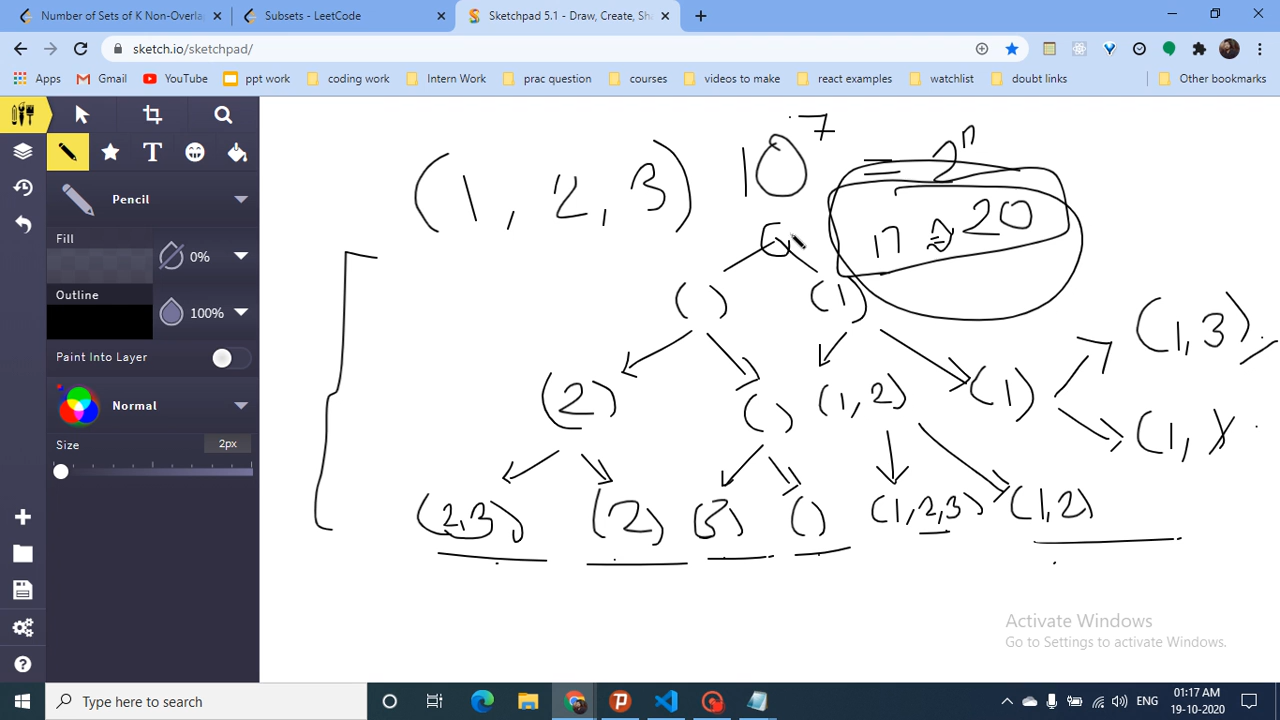 Number of Sets of K Non-Overla
Subsets - LeetCode
Sketchpad 5.1 - Draw, Create, Sha
sketch.io/sketchpad/
Apps
Gmail
YouTube
ppt work
coding work
Intern Work
prac question
courses
videos to make
react examples
watchlist
doubt links
Other bookmarks
Pencil
Fill
0%
Outline
100%
Paint Into Layer
Normal
Size
2px
(1, 2, 3) 10^7 = 2^n
n ≈ 20
( ) (1)
(2) ( ) (1,2) (1)
(1,3)
(2,3) (2) (3) ( ) (1,2,3) (1,2)
Activate Windows
Go to Settings to activate Windows.
Type here to search
ENG
01:17 AM
19-10-2020